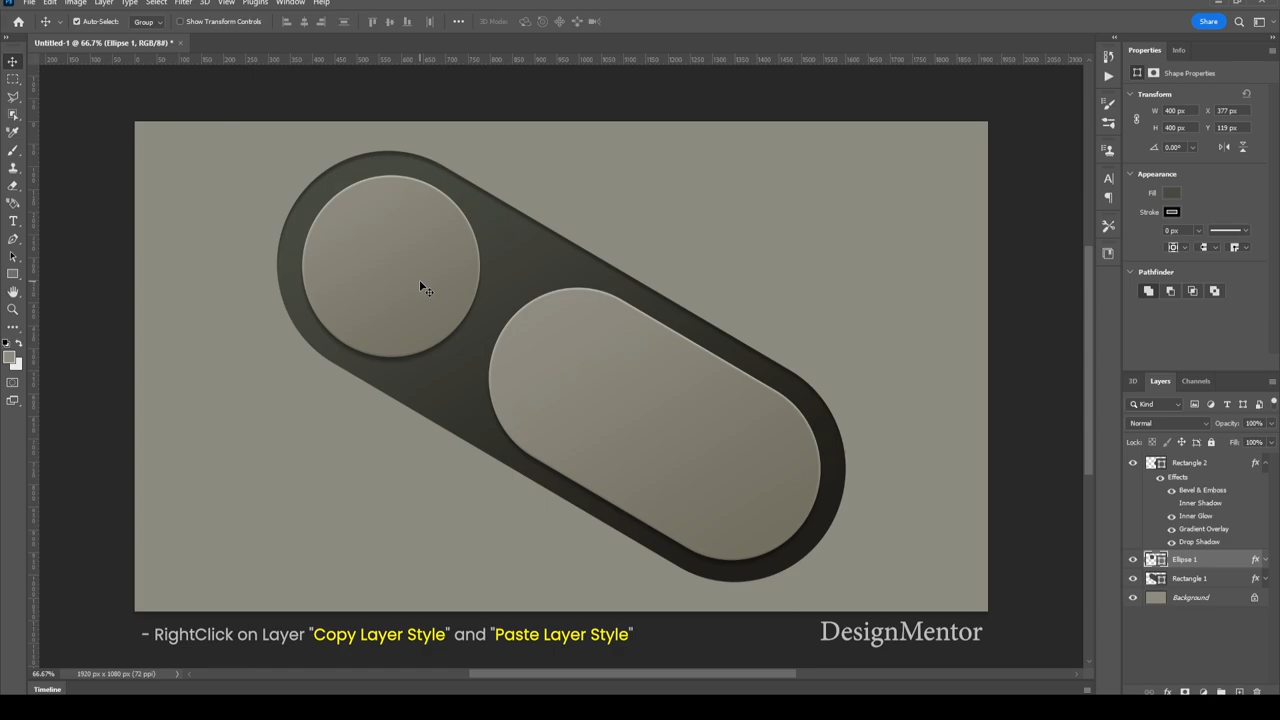 File Edit Image Layer Type Select Filter 3D View Plugins Window Help
Auto-Select: Group Show Transform Controls 3D Mode: Share
Untitled-1 @ 66.7% (Ellipse 1, RGB/8#) *
Properties Info
Shape Properties
Transform
W 400 px X 377 px
H 400 px Y 119 px
0.00°
Appearance
Fill
Stroke
0 px
Pathfinder
3D Layers Channels
Kind
Normal Opacity: 100%
Lock: Fill: 100%
Rectangle 2 fx
Effects
Bevel & Emboss
Inner Shadow
Inner Glow
Gradient Overlay
Drop Shadow
Ellipse 1 fx
Rectangle 1 fx
Background
- RightClick on Layer "Copy Layer Style" and "Paste Layer Style"
DesignMentor
66.67% 1920 px x 1080 px (72 ppi)
Timeline